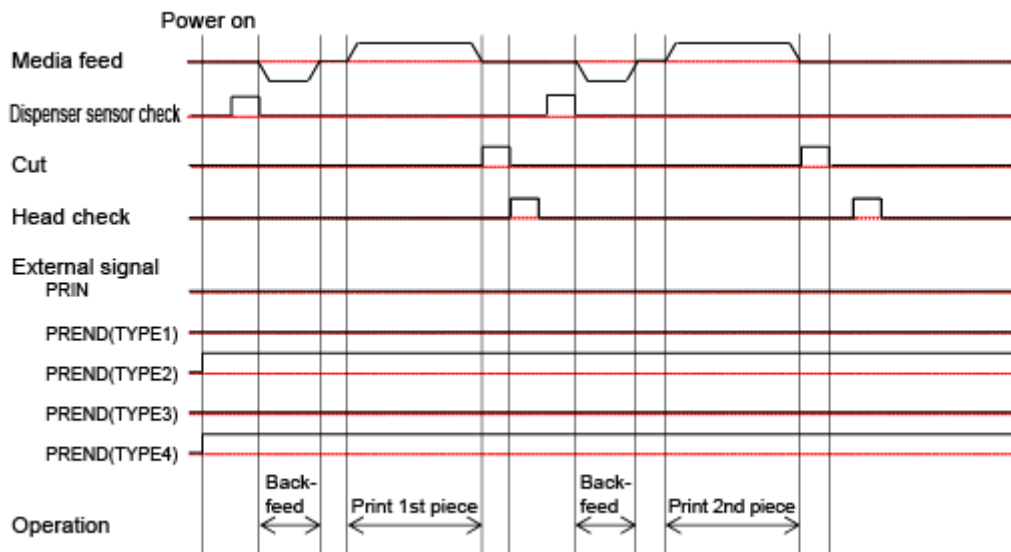 Power on
Media feed
Dispenser sensor check
Cut
Head check
External signal
PRIN
PREND(TYPE1)
PREND(TYPE2)
PREND(TYPE3)
PREND(TYPE4)
Operation
Back-
feed
Print 1st piece
Back-
feed
Print 2nd piece